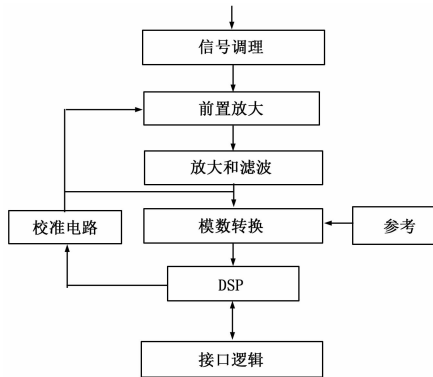 信号调理
前置放大
放大和滤波
校准电路
模数转换
参考
DSP
接口逻辑